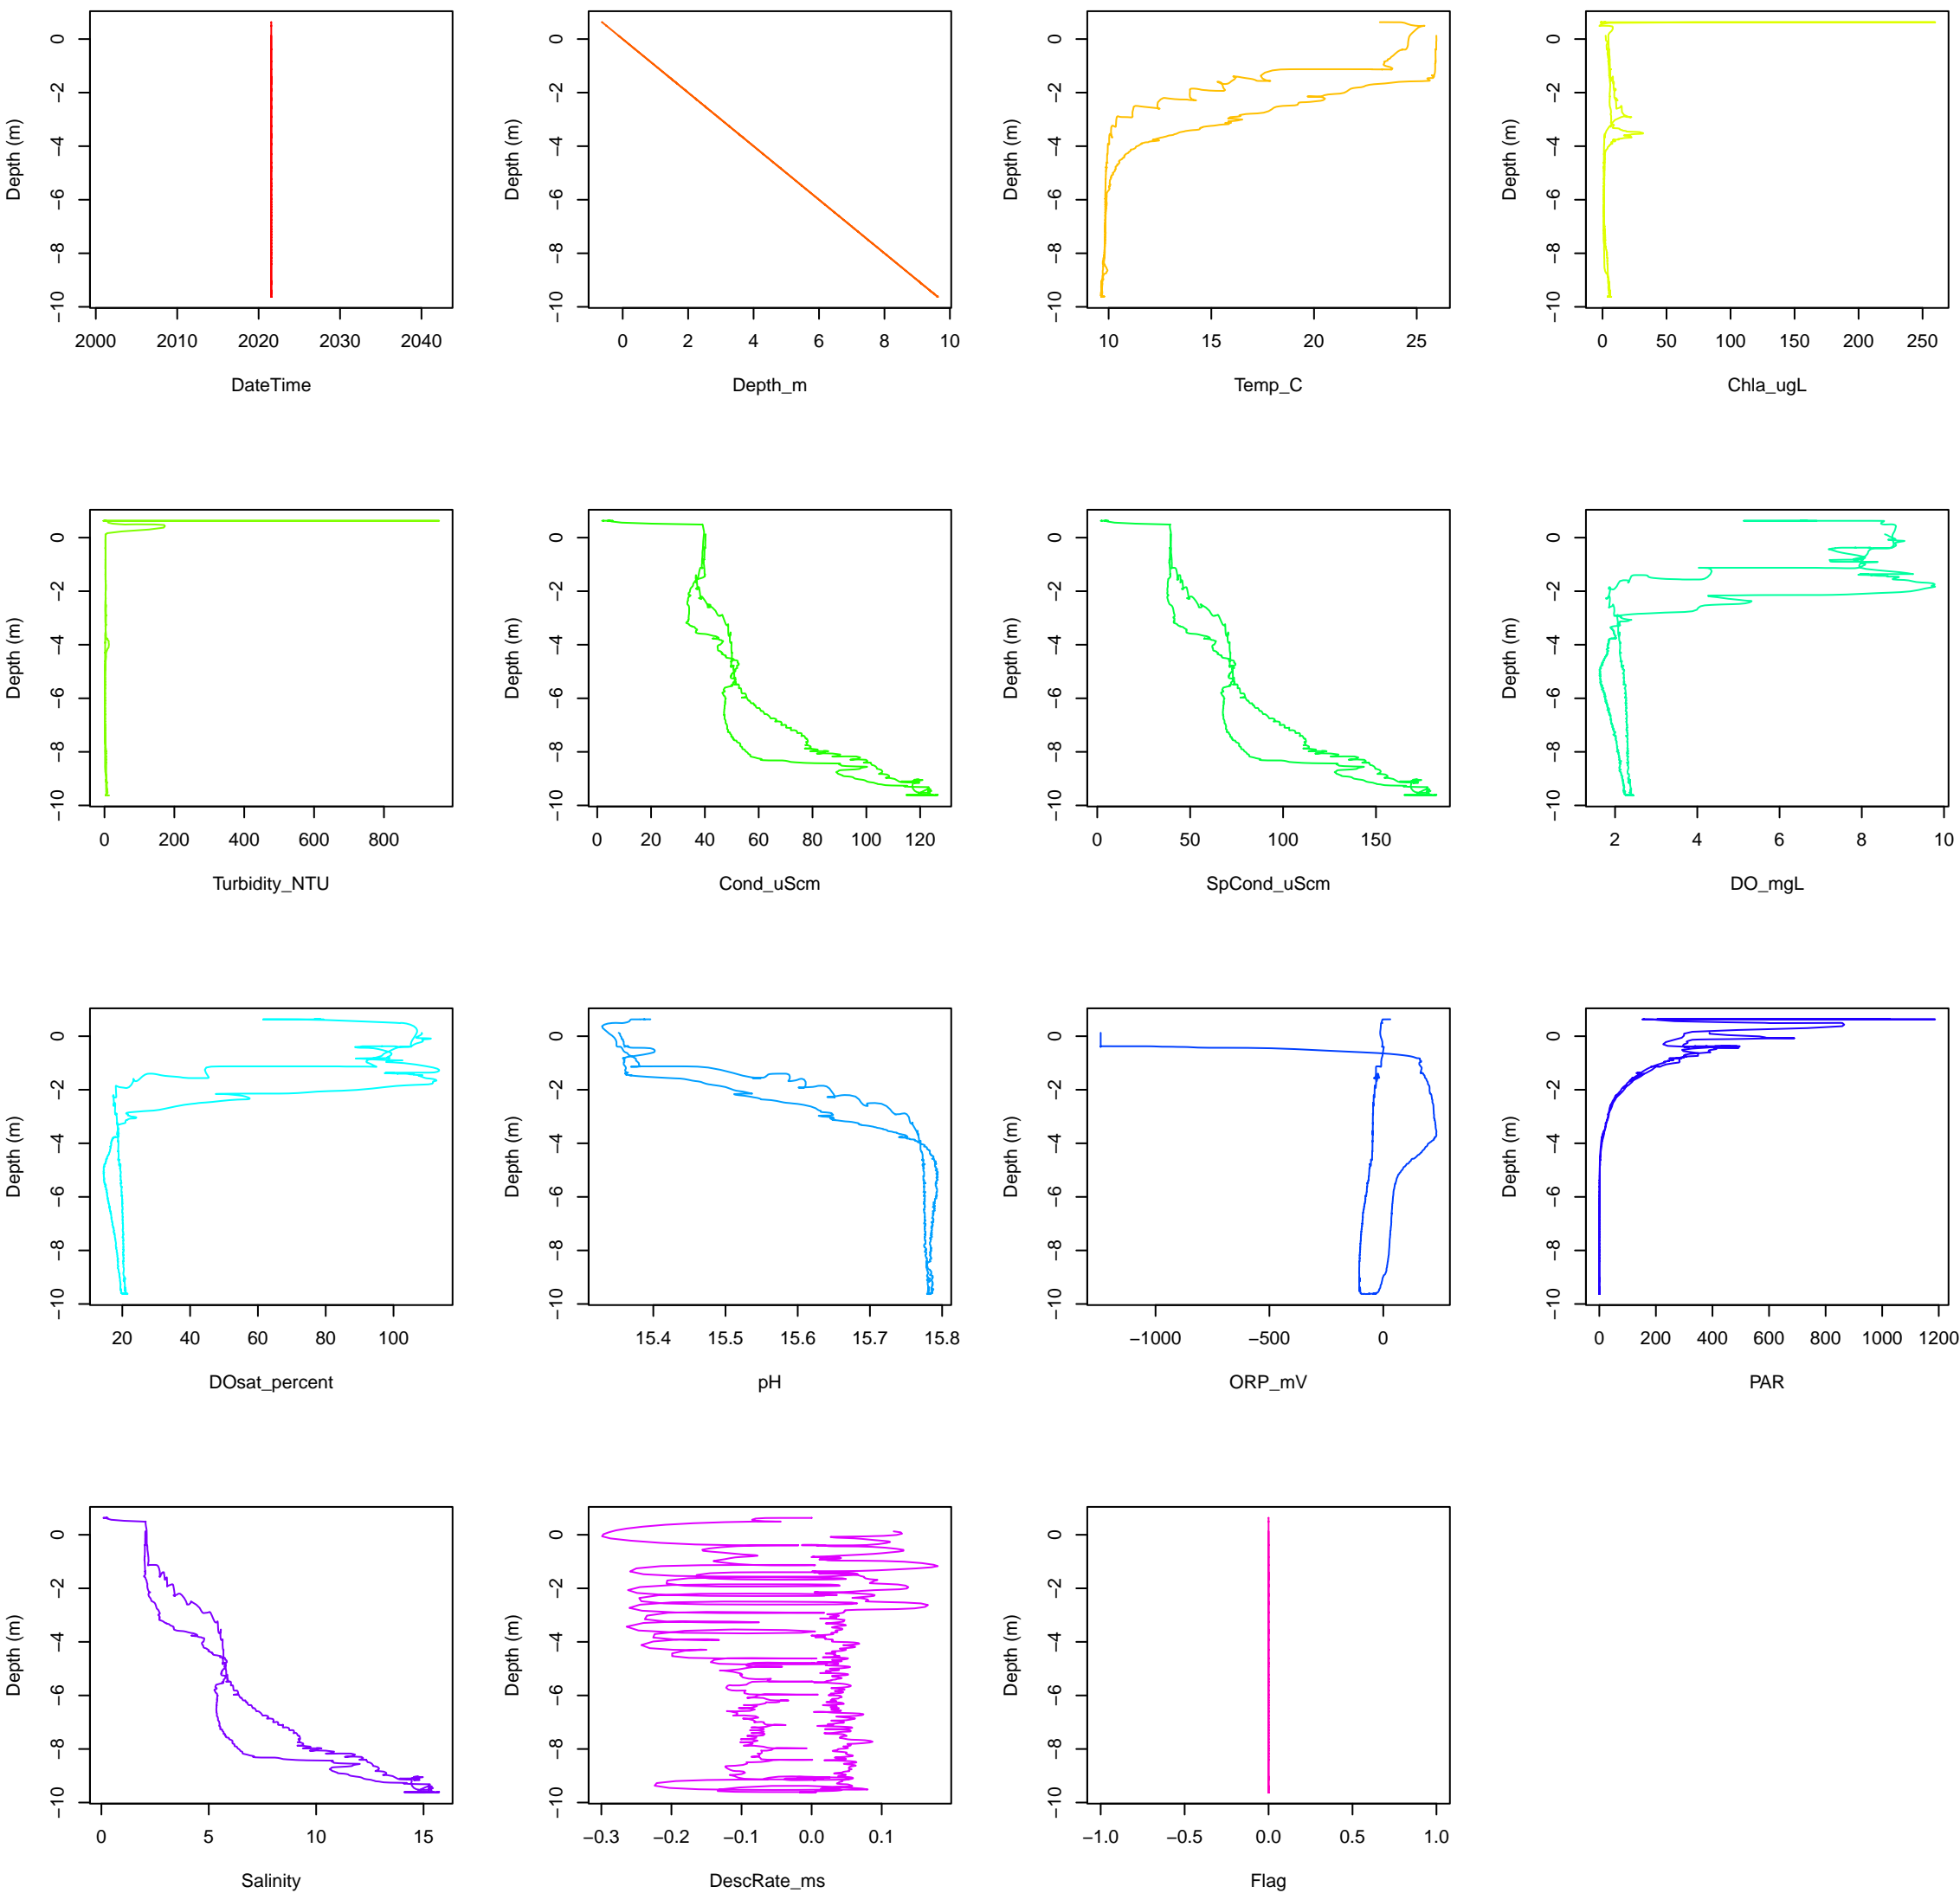 Depth (m)
0
−2
−4
−6
−8
−10
2000 2010 2020 2030 2040
DateTime
Depth (m)
0
−2
−4
−6
−8
−10
0 2 4 6 8 10
Depth_m
Depth (m)
0
−2
−4
−6
−8
−10
10 15 20 25
Temp_C
Depth (m)
0
−2
−4
−6
−8
−10
0 50 100 150 200 250
Chla_ugL
Depth (m)
0
−2
−4
−6
−8
−10
0 200 400 600 800
Turbidity_NTU
Depth (m)
0
−2
−4
−6
−8
−10
0 20 40 60 80 100 120
Cond_uScm
Depth (m)
0
−2
−4
−6
−8
−10
0 50 100 150
SpCond_uScm
Depth (m)
0
−2
−4
−6
−8
−10
2 4 6 8 10
DO_mgL
Depth (m)
0
−2
−4
−6
−8
−10
20 40 60 80 100
DOsat_percent
Depth (m)
0
−2
−4
−6
−8
−10
15.4 15.5 15.6 15.7 15.8
pH
Depth (m)
0
−2
−4
−6
−8
−10
−1000 −500 0
ORP_mV
Depth (m)
0
−2
−4
−6
−8
−10
0 200 400 600 800 1000 1200
PAR
Depth (m)
0
−2
−4
−6
−8
−10
0 5 10 15
Salinity
Depth (m)
0
−2
−4
−6
−8
−10
−0.3 −0.2 −0.1 0.0 0.1
DescRate_ms
Depth (m)
0
−2
−4
−6
−8
−10
−1.0 −0.5 0.0 0.5 1.0
Flag